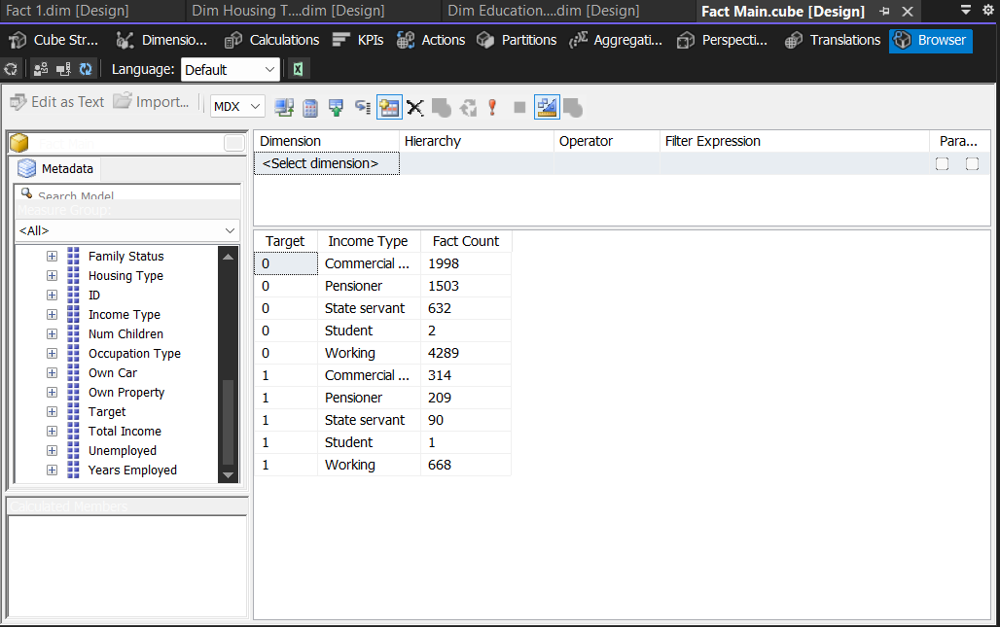 Fact 1.dim [Design] Dim Housing T....dim [Design] Dim Education....dim [Design] Fact Main.cube [Design]
Cube Str... Dimensio... Calculations KPIs Actions Partitions Aggregati... Perspecti... Translations Browser
Language: Default
Edit as Text Import... MDX
Metadata
Search Model
Measure Group:
<All>
Family Status
Housing Type
ID
Income Type
Num Children
Occupation Type
Own Car
Own Property
Target
Total Income
Unemployed
Years Employed
Calculated Members
Dimension Hierarchy Operator Filter Expression Para...
<Select dimension>
Target Income Type Fact Count
0 Commercial ... 1998
0 Pensioner 1503
0 State servant 632
0 Student 2
0 Working 4289
1 Commercial ... 314
1 Pensioner 209
1 State servant 90
1 Student 1
1 Working 668